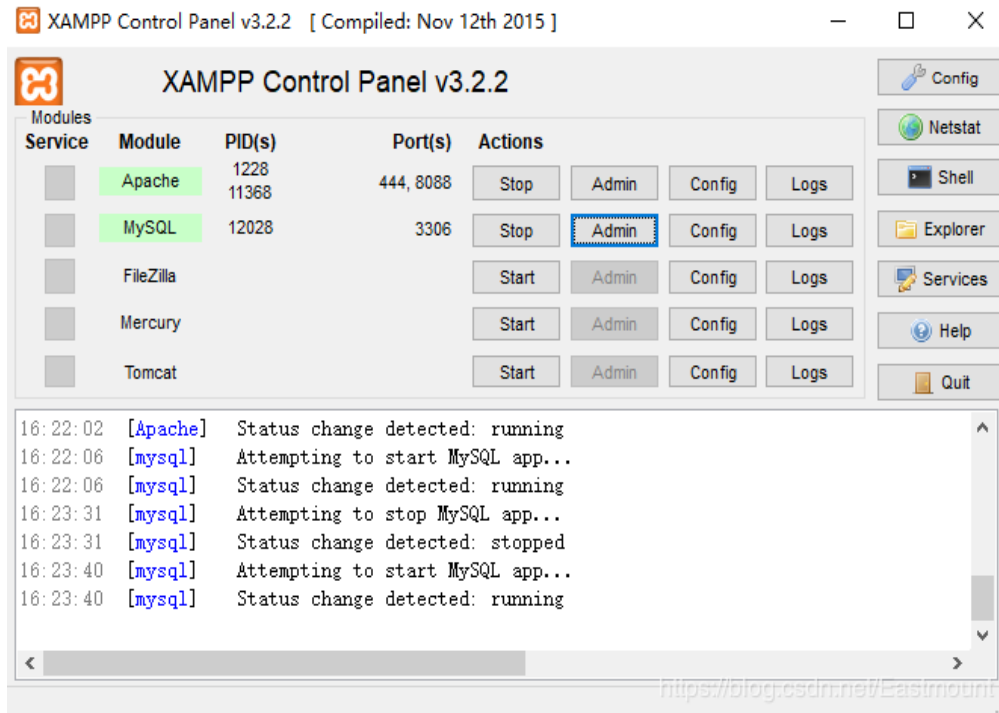 XAMPP Control Panel v3.2.2 [ Compiled: Nov 12th 2015 ]
XAMPP Control Panel v3.2.2
Config
Modules
Service Module PID(s) Port(s) Actions
Netstat
Apache 1228 11368 444, 8088 Stop Admin Config Logs
Shell
MySQL 12028 3306 Stop Admin Config Logs
Explorer
FileZilla Start Admin Config Logs
Services
Mercury Start Admin Config Logs
Help
Tomcat Start Admin Config Logs
Quit
16:22:02 [Apache] Status change detected: running
16:22:06 [mysql] Attempting to start MySQL app...
16:22:06 [mysql] Status change detected: running
16:23:31 [mysql] Attempting to stop MySQL app...
16:23:31 [mysql] Status change detected: stopped
16:23:40 [mysql] Attempting to start MySQL app...
16:23:40 [mysql] Status change detected: running
https://blog.csdn.net/Eastmount